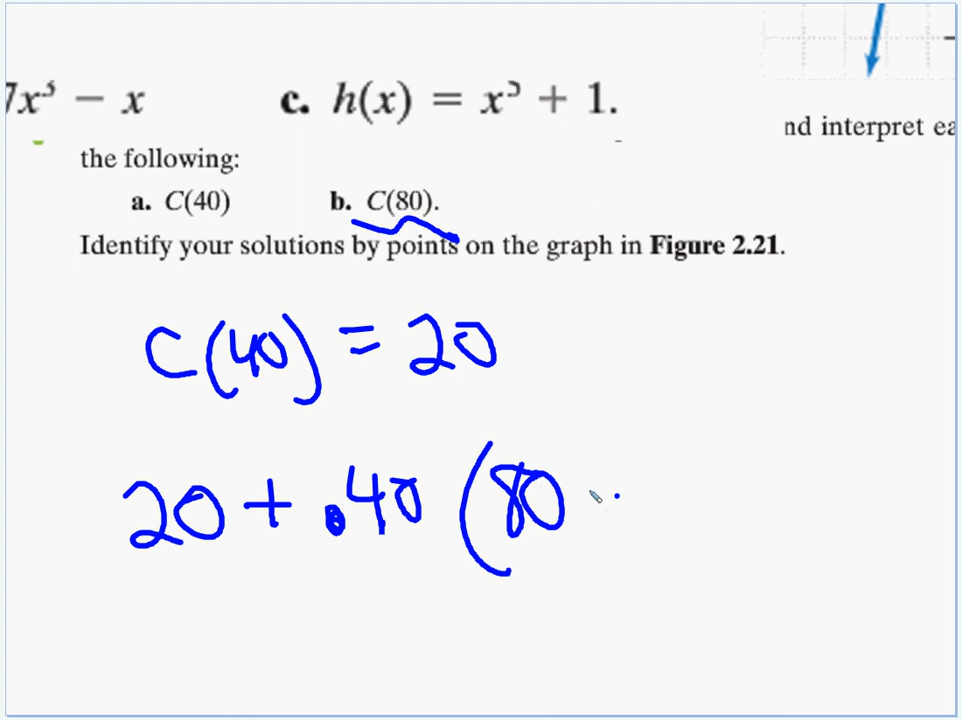 7x³ − x c. h(x) = x⁵ + 1.
nd interpret ea
the following:
a. C(40) b. C(80).
Identify your solutions by points on the graph in Figure 2.21.
C(40) = 20
20 + .40 (80